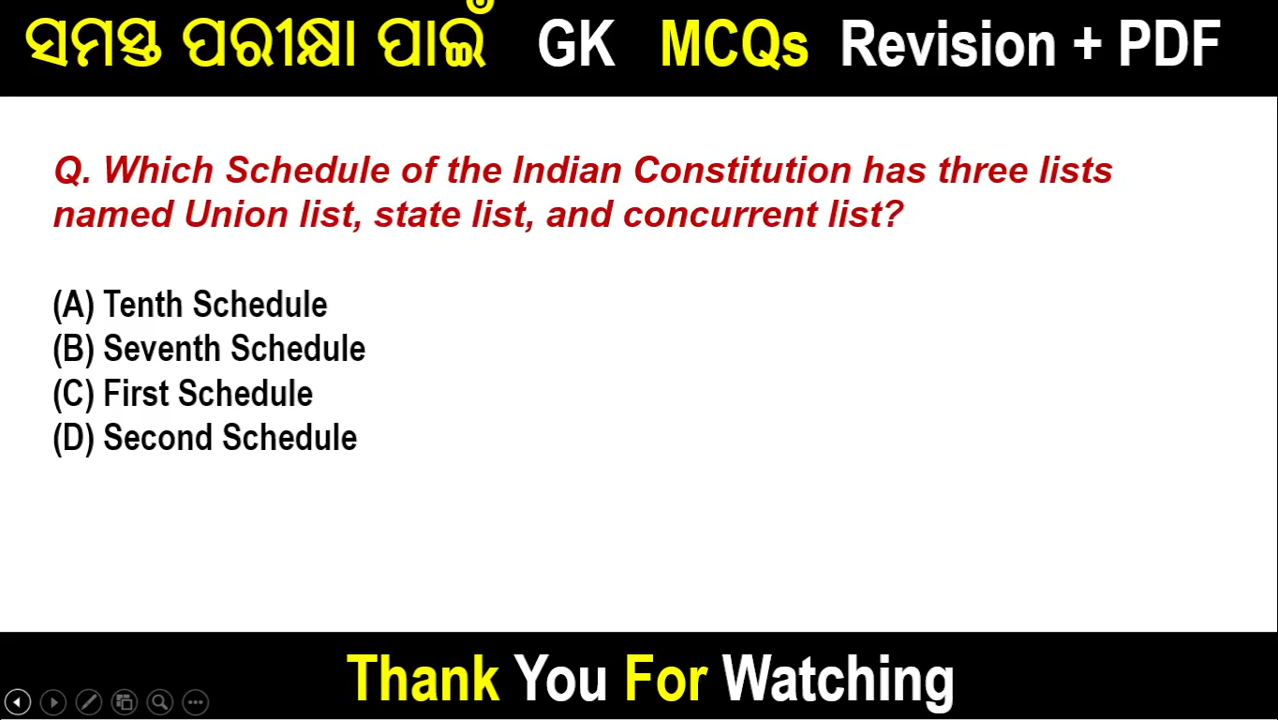 ସମସ୍ତ ପରୀକ୍ଷା ପାଇଁ GK MCQs Revision + PDF
Q. Which Schedule of the Indian Constitution has three lists
named Union list, state list, and concurrent list?
(A) Tenth Schedule
(B) Seventh Schedule
(C) First Schedule
(D) Second Schedule
Thank You For Watching